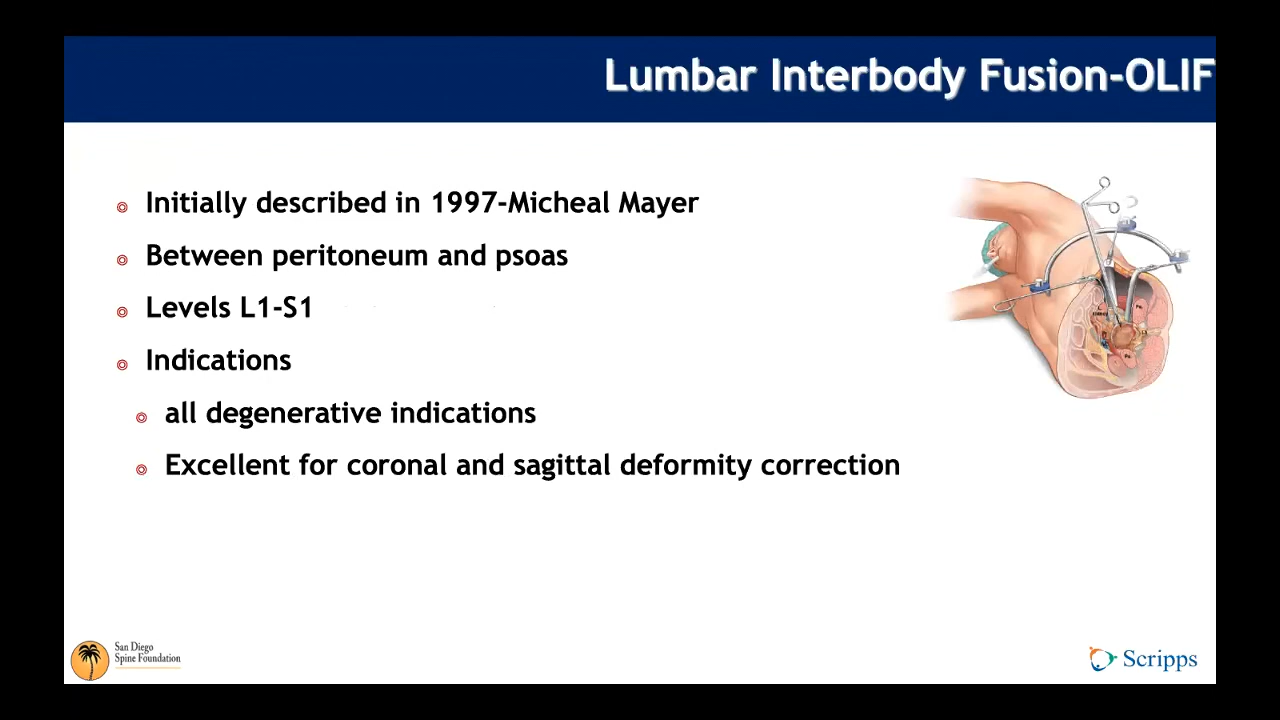 Lumbar Interbody Fusion-OLIF
Initially described in 1997-Micheal Mayer
Between peritoneum and psoas
Levels L1-S1
Indications
all degenerative indications
Excellent for coronal and sagittal deformity correction
San Diego
Spine Foundation
Scripps